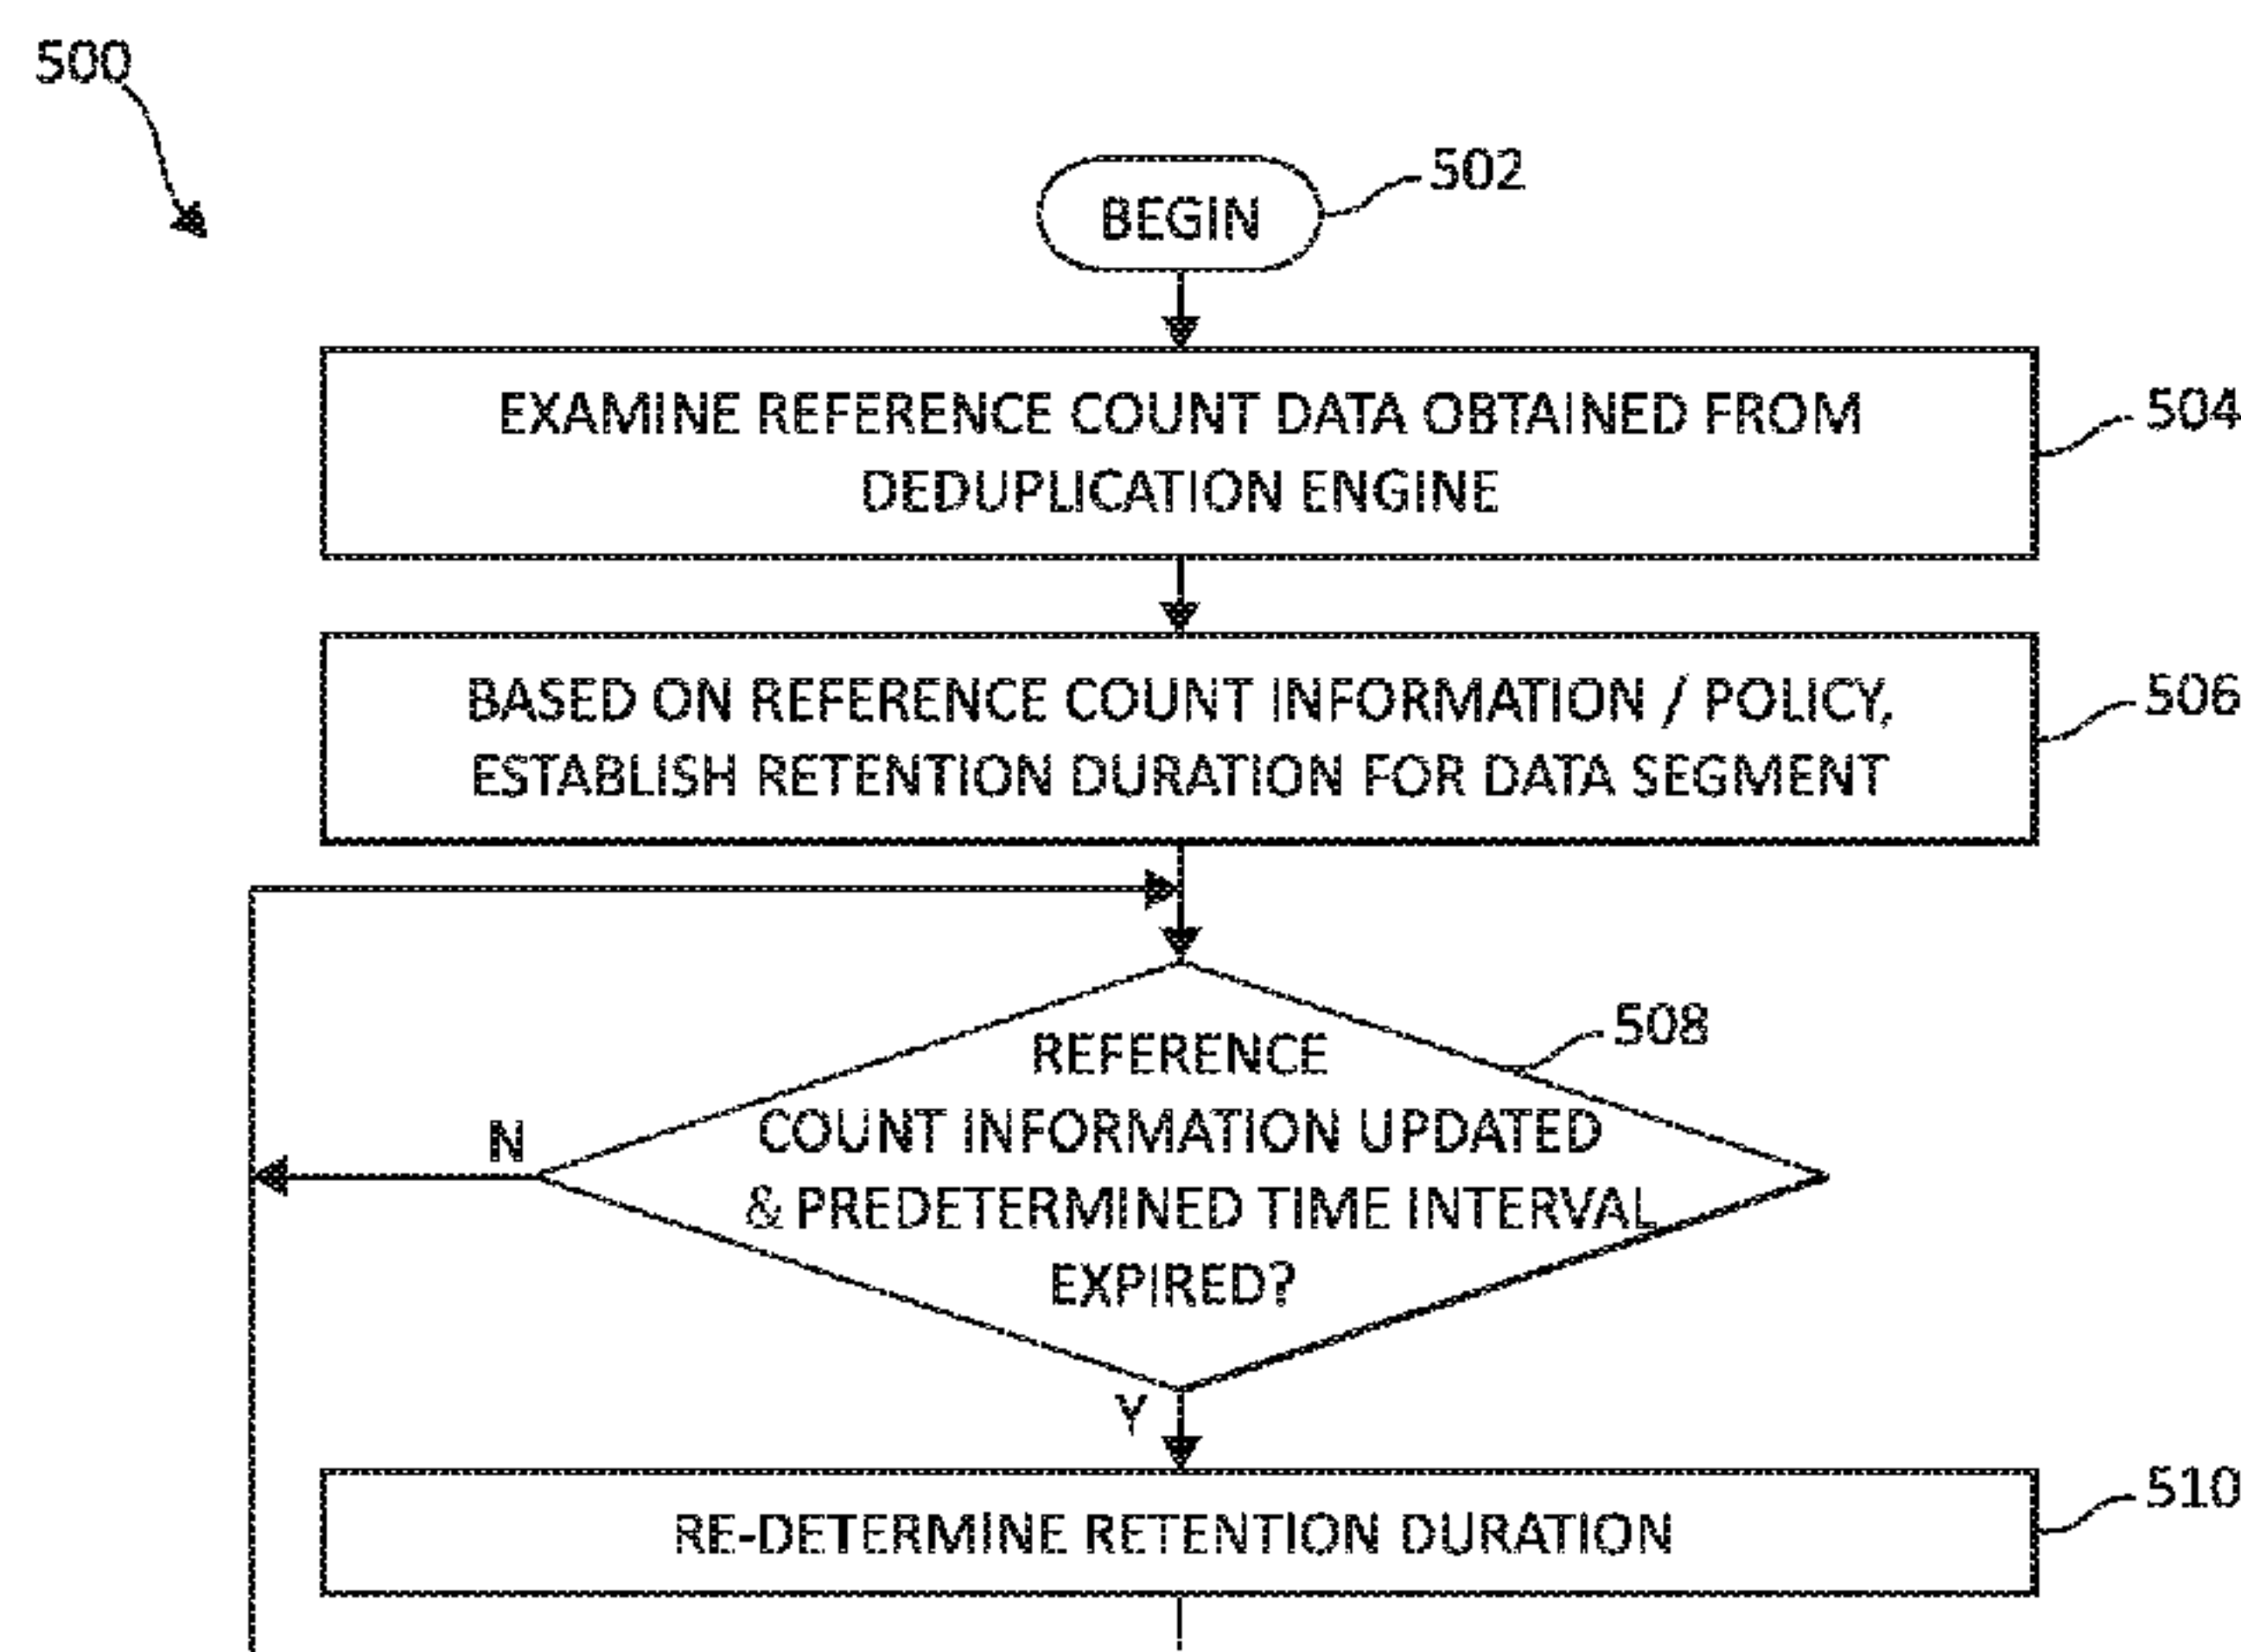 500
BEGIN
502
EXAMINE REFERENCE COUNT DATA OBTAINED FROM
DEDUPLICATION ENGINE
504
BASED ON REFERENCE COUNT INFORMATION / POLICY,
ESTABLISH RETENTION DURATION FOR DATA SEGMENT
506
REFERENCE
COUNT INFORMATION UPDATED
& PREDETERMINED TIME INTERVAL
EXPIRED?
508
N
Y
RE-DETERMINE RETENTION DURATION
510